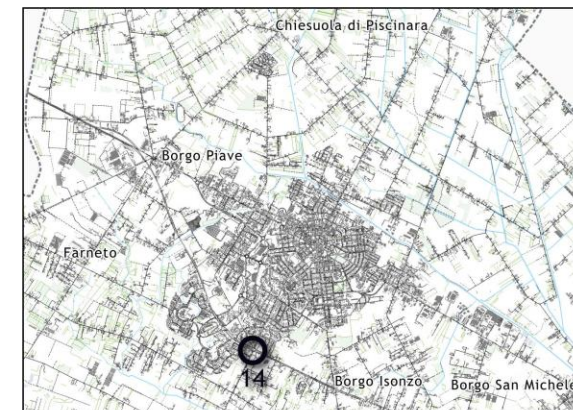 Chiesuola di Piscinara
Borgo Piave
Farneto
14
Borgo Isonzo
Borgo San Michele